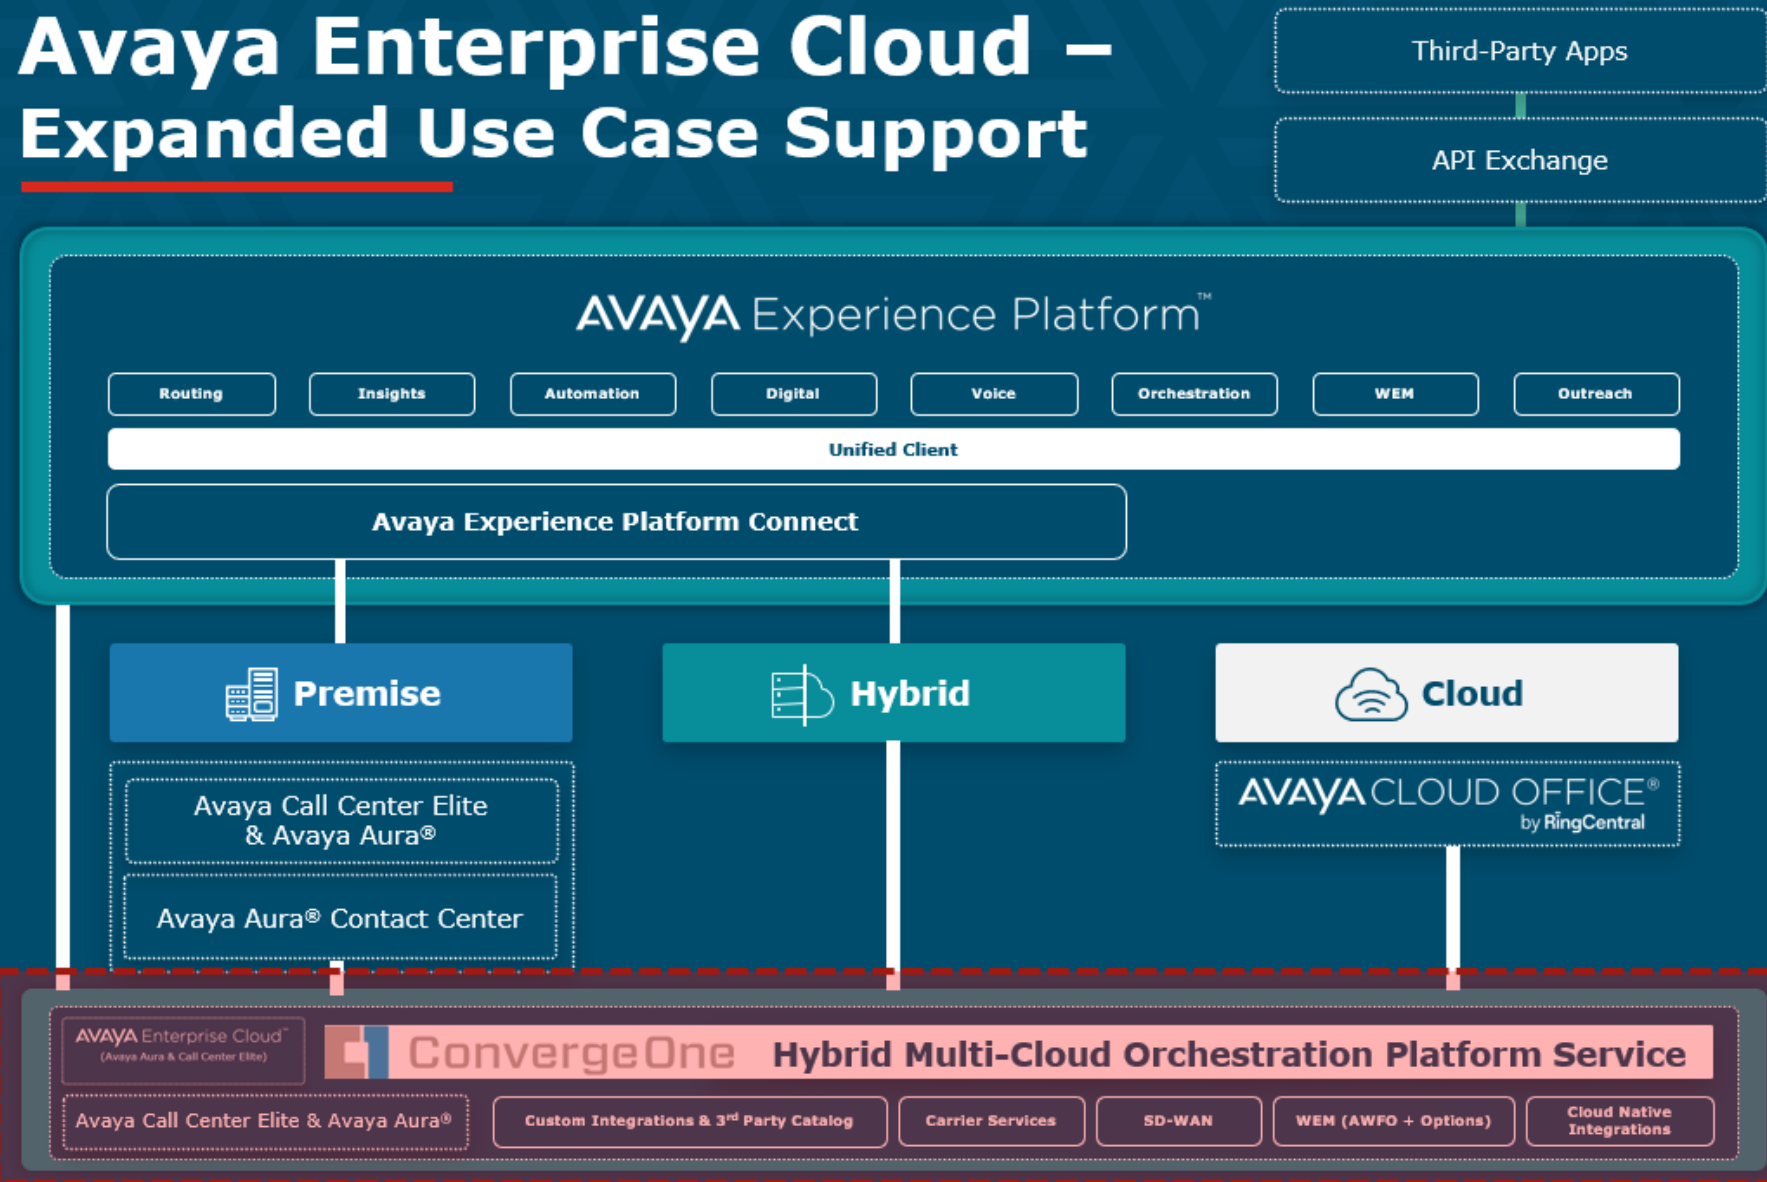 Avaya Enterprise Cloud –
Expanded Use Case Support
Third-Party Apps
API Exchange
AVAYA Experience Platform™
Routing
Insights
Automation
Digital
Voice
Orchestration
WEM
Outreach
Unified Client
Avaya Experience Platform Connect
Premise
Hybrid
Cloud
Avaya Call Center Elite
& Avaya Aura®
Avaya Aura® Contact Center
AVAYA CLOUD OFFICE®
by RingCentral
AVAYA Enterprise Cloud™
(Avaya Aura & Call Center Elite)
C1 ConvergeOne Hybrid Multi-Cloud Orchestration Platform Service
Avaya Call Center Elite & Avaya Aura®
Custom Integrations & 3rd Party Catalog
Carrier Services
SD-WAN
WEM (AWFO + Options)
Cloud Native
Integrations